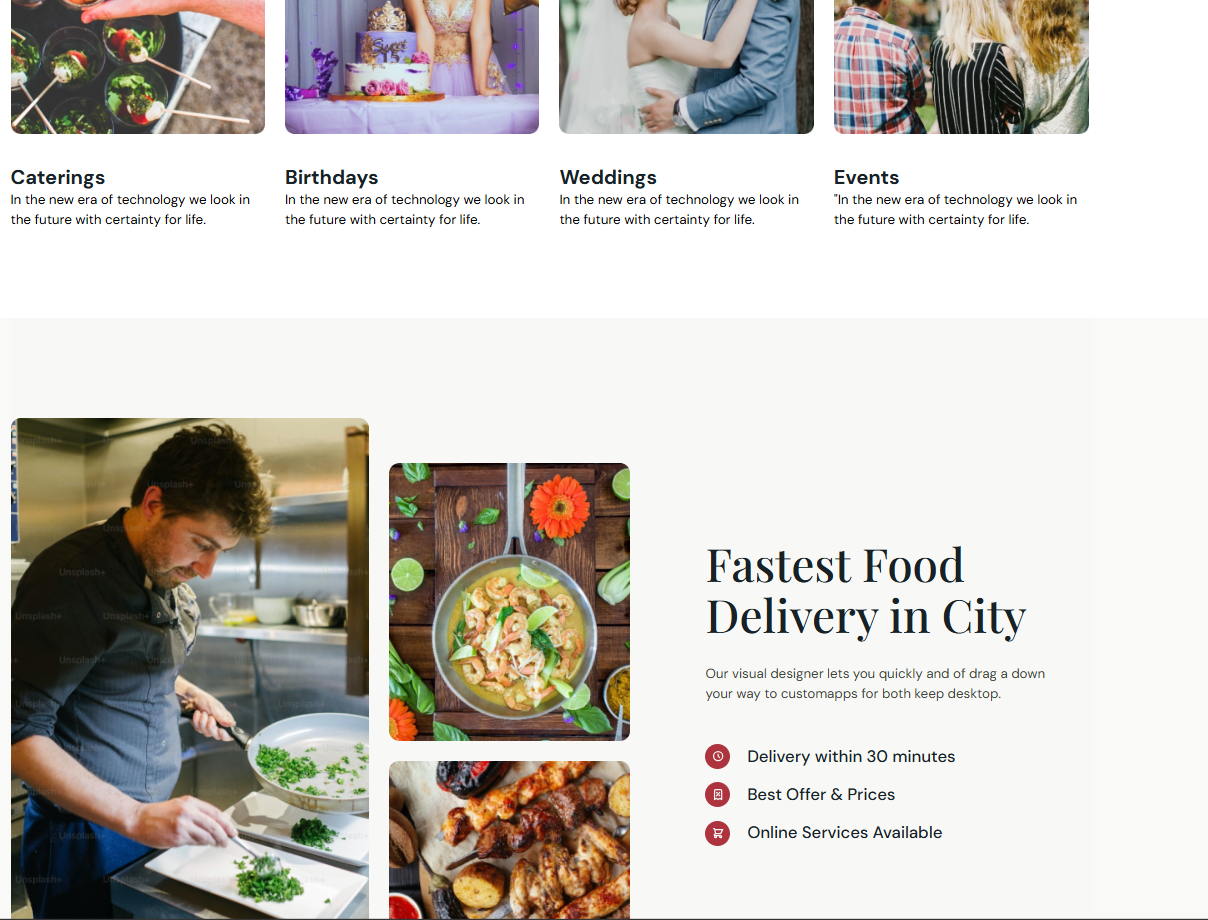 Sweet
15
Caterings
In the new era of technology we look in
the future with certainty for life.
Birthdays
In the new era of technology we look in
the future with certainty for life.
Weddings
In the new era of technology we look in
the future with certainty for life.
Events
"In the new era of technology we look in
the future with certainty for life.
Unsplash+
Fastest Food
Delivery in City
Our visual designer lets you quickly and of drag a down
your way to customapps for both keep desktop.
Delivery within 30 minutes
Best Offer & Prices
Online Services Available